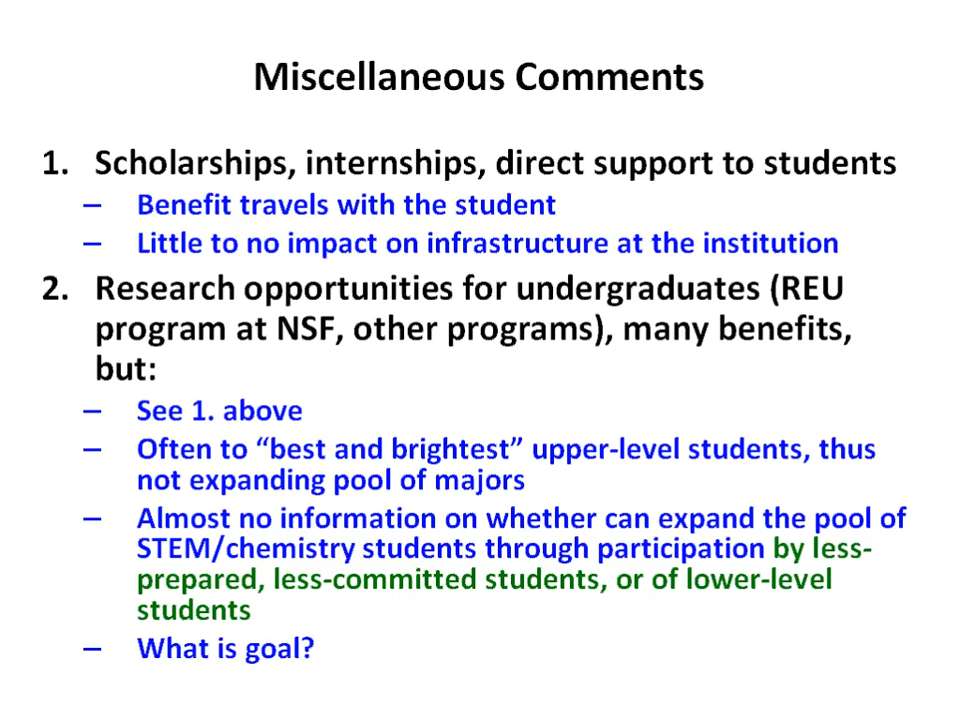 Miscellaneous Comments
1. Scholarships, internships, direct support to students
– Benefit travels with the student
– Little to no impact on infrastructure at the institution
2. Research opportunities for undergraduates (REU
program at NSF, other programs), many benefits,
but:
– See 1. above
– Often to “best and brightest” upper-level students, thus
not expanding pool of majors
– Almost no information on whether can expand the pool of
STEM/chemistry students through participation by less-
prepared, less-committed students, or of lower-level
students
– What is goal?